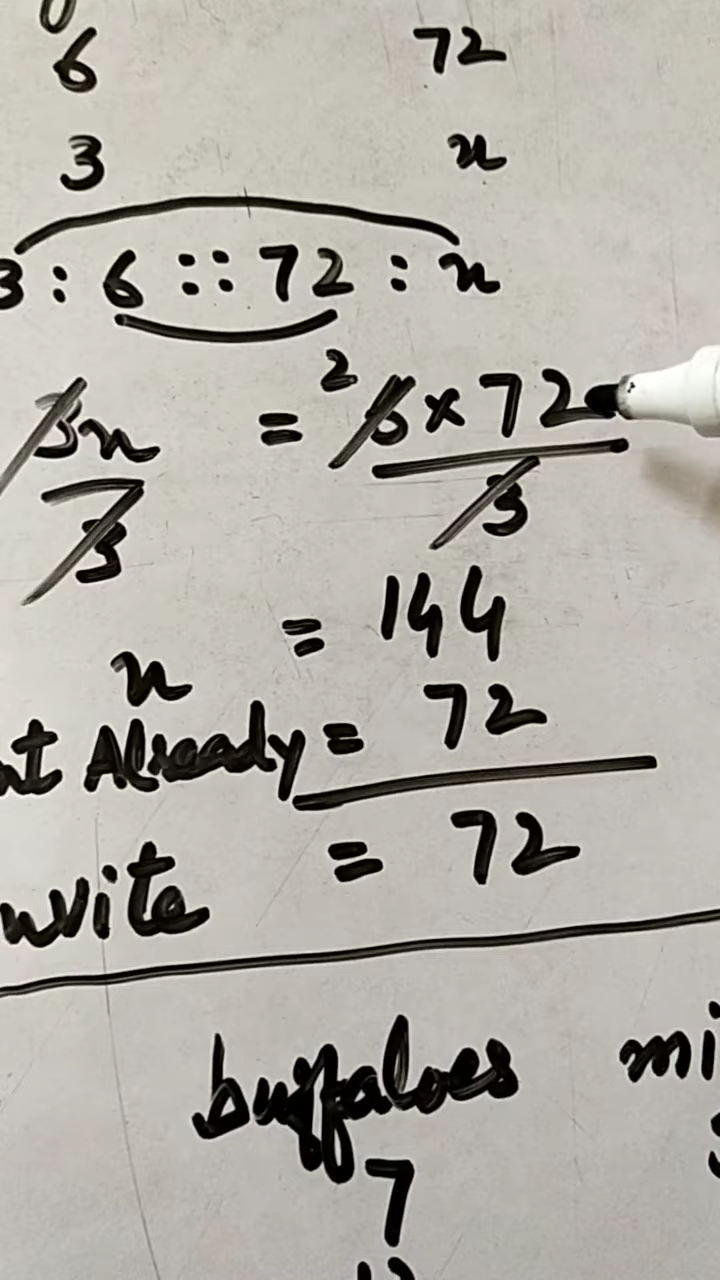 6 72
3 x
3 : 6 :: 72 : x
3x = 2 6 x 72
3 3
x = 144
Already = 72
write = 72
buffaloes
7